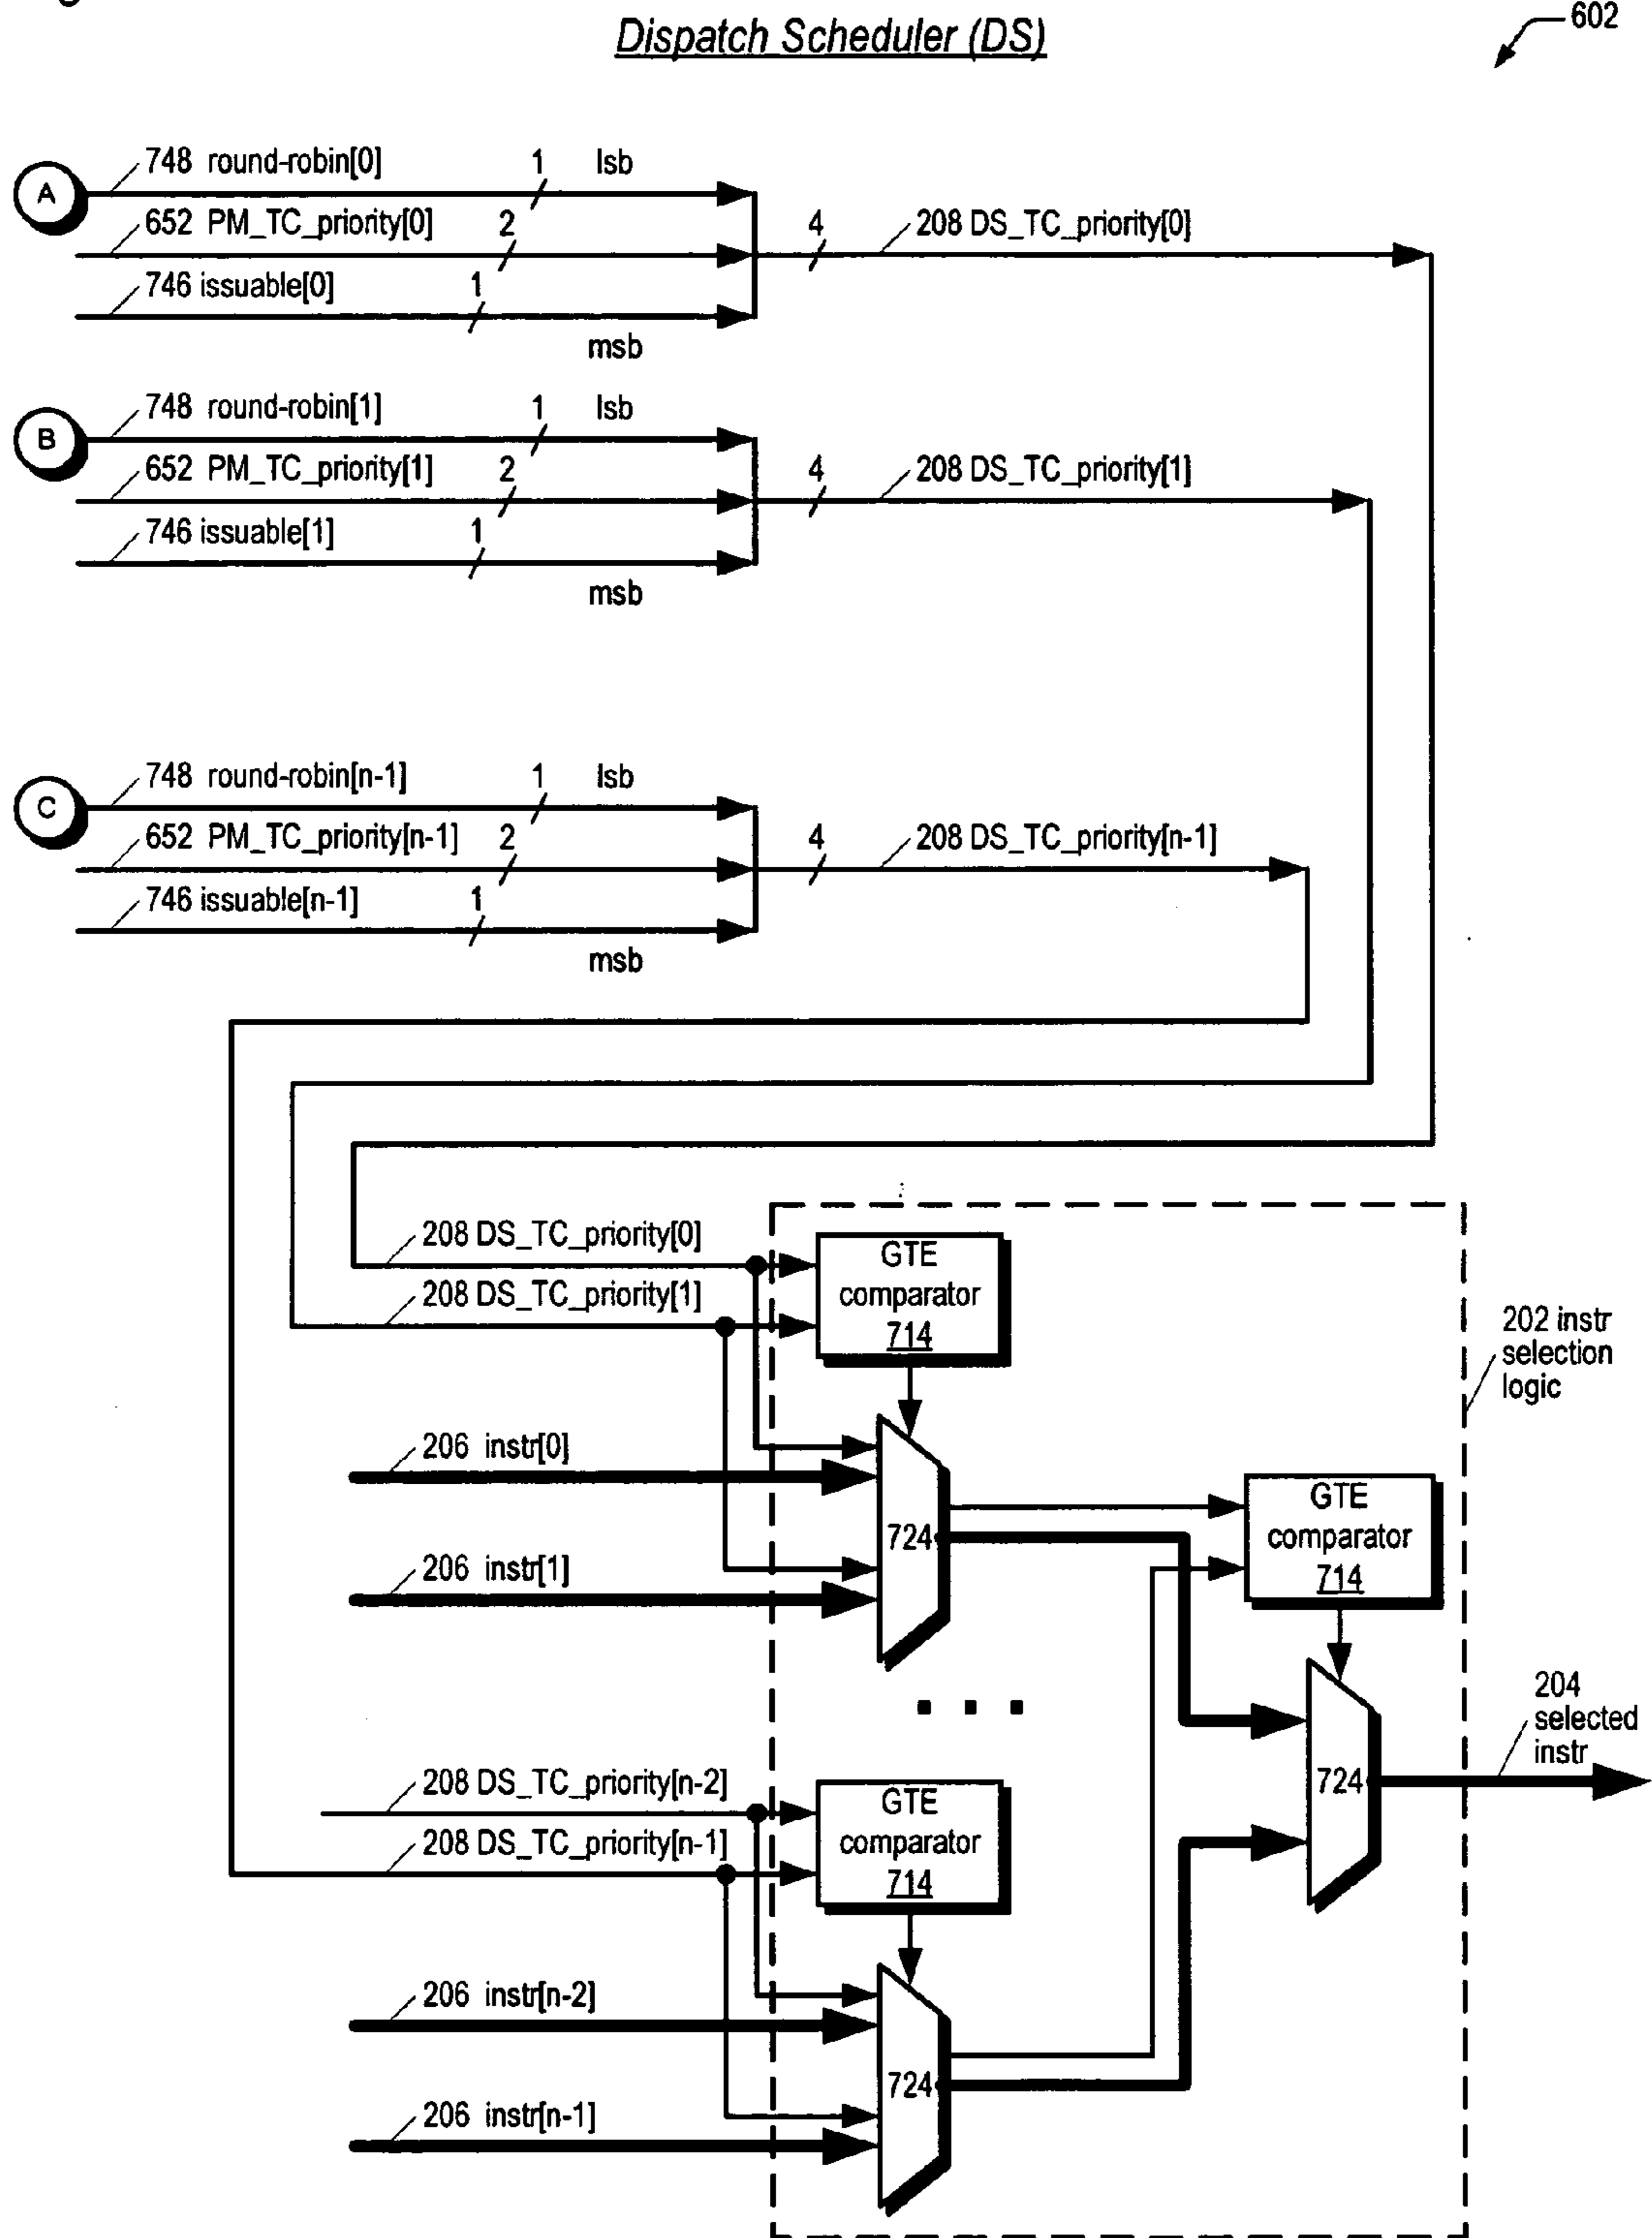 Dispatch Scheduler (DS)
602
748 round-robin[0] 1 lsb
A
652 PM_TC_priority[0] 2 4 208 DS_TC_priority[0]
746 issuable[0] 1
msb
748 round-robin[1] 1 lsb
B
652 PM_TC_priority[1] 2 4 208 DS_TC_priority[1]
746 issuable[1] 1
msb
748 round-robin[n-1] 1 lsb
C
652 PM_TC_priority[n-1] 2 4 208 DS_TC_priority[n-1]
746 issuable[n-1] 1
msb
208 DS_TC_priority[0]
208 DS_TC_priority[1]
GTE
comparator
714
202 instr
selection
logic
206 instr[0]
724
206 instr[1]
GTE
comparator
714
204
selected
instr
724
208 DS_TC_priority[n-2]
208 DS_TC_priority[n-1]
GTE
comparator
714
206 instr[n-2]
724
206 instr[n-1]